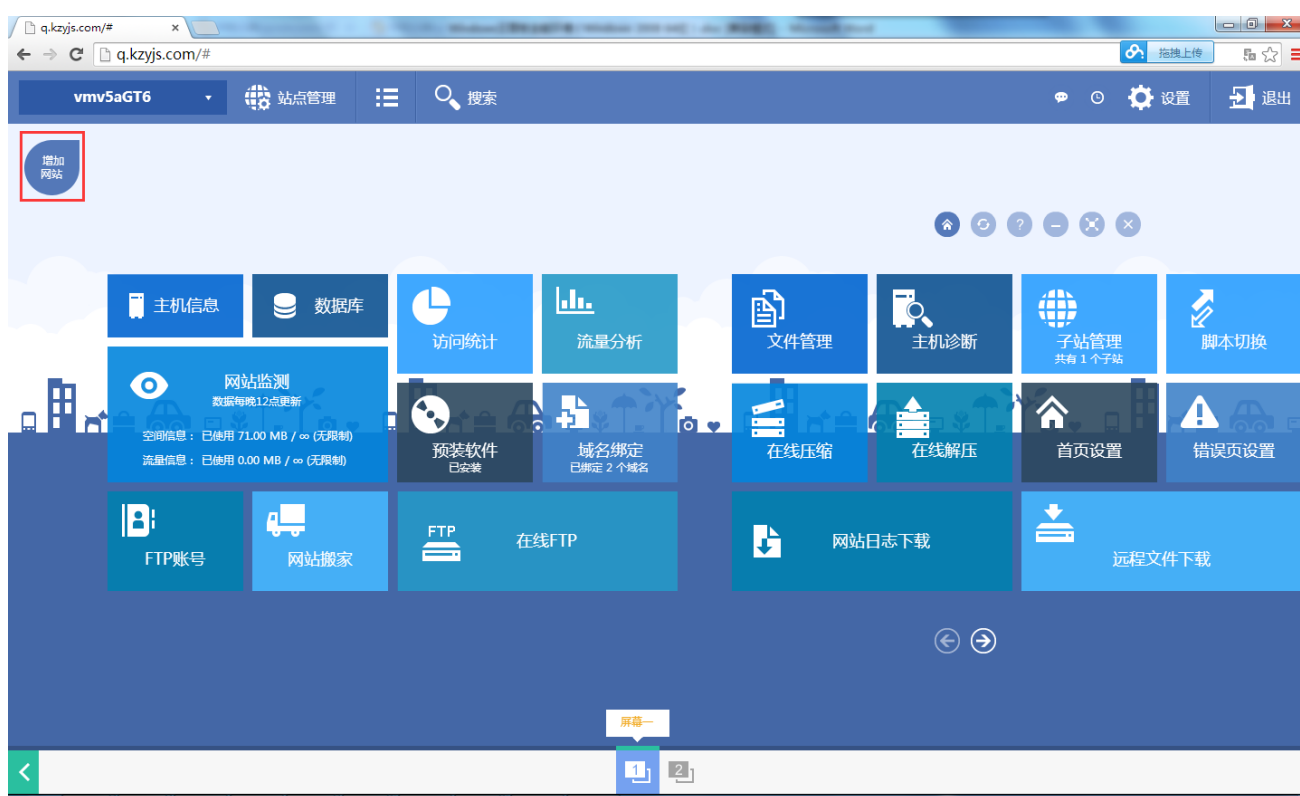 q.kzyjs.com/#
q.kzyjs.com/#
拖拽上传
vmv5aGT6
站点管理
搜索
设置
退出
增加
网站
主机信息
数据库
访问统计
流量分析
文件管理
主机诊断
子站管理
共有 1 个子站
脚本切换
网站监测
数据每晚12点更新
空间信息： 已使用 71.00 MB / ∞ (无限制)
流量信息： 已使用 0.00 MB / ∞ (无限制)
预装软件
已安装
域名绑定
已绑定 2 个域名
在线压缩
在线解压
首页设置
错误页设置
FTP账号
网站搬家
FTP
在线FTP
网站日志下载
远程文件下载
屏幕一
1
2